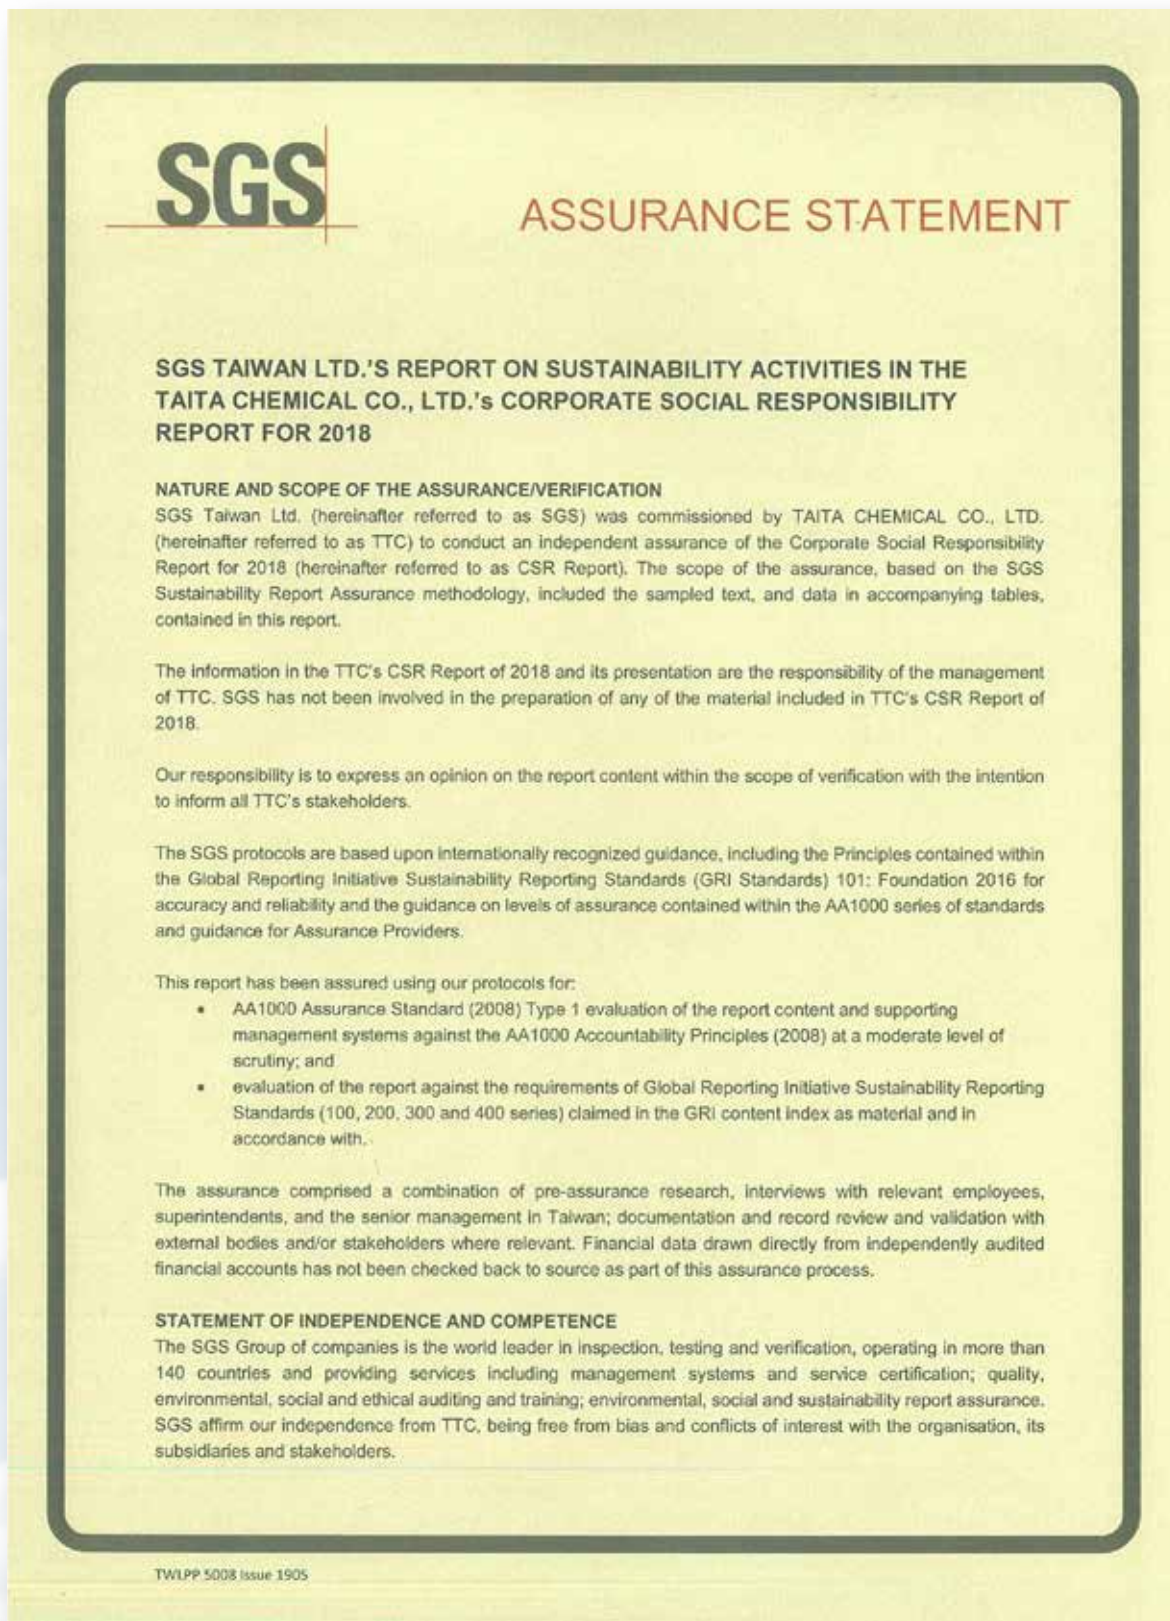 SGS
ASSURANCE STATEMENT
SGS TAIWAN LTD.'S REPORT ON SUSTAINABILITY ACTIVITIES IN THE
TAITA CHEMICAL CO., LTD.'s CORPORATE SOCIAL RESPONSIBILITY
REPORT FOR 2018
NATURE AND SCOPE OF THE ASSURANCE/VERIFICATION
SGS Taiwan Ltd. (hereinafter referred to as SGS) was commissioned by TAITA CHEMICAL CO., LTD.
(hereinafter referred to as TTC) to conduct an independent assurance of the Corporate Social Responsibility
Report for 2018 (hereinafter referred to as CSR Report). The scope of the assurance, based on the SGS
Sustainability Report Assurance methodology, included the sampled text, and data in accompanying tables,
contained in this report.
The information in the TTC's CSR Report of 2018 and its presentation are the responsibility of the management
of TTC. SGS has not been involved in the preparation of any of the material included in TTC's CSR Report of
2018.
Our responsibility is to express an opinion on the report content within the scope of verification with the intention
to inform all TTC's stakeholders.
The SGS protocols are based upon internationally recognized guidance, including the Principles contained within
the Global Reporting Initiative Sustainability Reporting Standards (GRI Standards) 101: Foundation 2016 for
accuracy and reliability and the guidance on levels of assurance contained within the AA1000 series of standards
and guidance for Assurance Providers.
This report has been assured using our protocols for:
• AA1000 Assurance Standard (2008) Type 1 evaluation of the report content and supporting
management systems against the AA1000 Accountability Principles (2008) at a moderate level of
scrutiny; and
• evaluation of the report against the requirements of Global Reporting Initiative Sustainability Reporting
Standards (100, 200, 300 and 400 series) claimed in the GRI content index as material and in
accordance with.
The assurance comprised a combination of pre-assurance research, interviews with relevant employees,
superintendents, and the senior management in Taiwan; documentation and record review and validation with
external bodies and/or stakeholders where relevant. Financial data drawn directly from independently audited
financial accounts has not been checked back to source as part of this assurance process.
STATEMENT OF INDEPENDENCE AND COMPETENCE
The SGS Group of companies is the world leader in inspection, testing and verification, operating in more than
140 countries and providing services including management systems and service certification; quality,
environmental, social and ethical auditing and training; environmental, social and sustainability report assurance.
SGS affirm our independence from TTC, being free from bias and conflicts of interest with the organisation, its
subsidiaries and stakeholders.
TWLPP 5008 Issue 1905